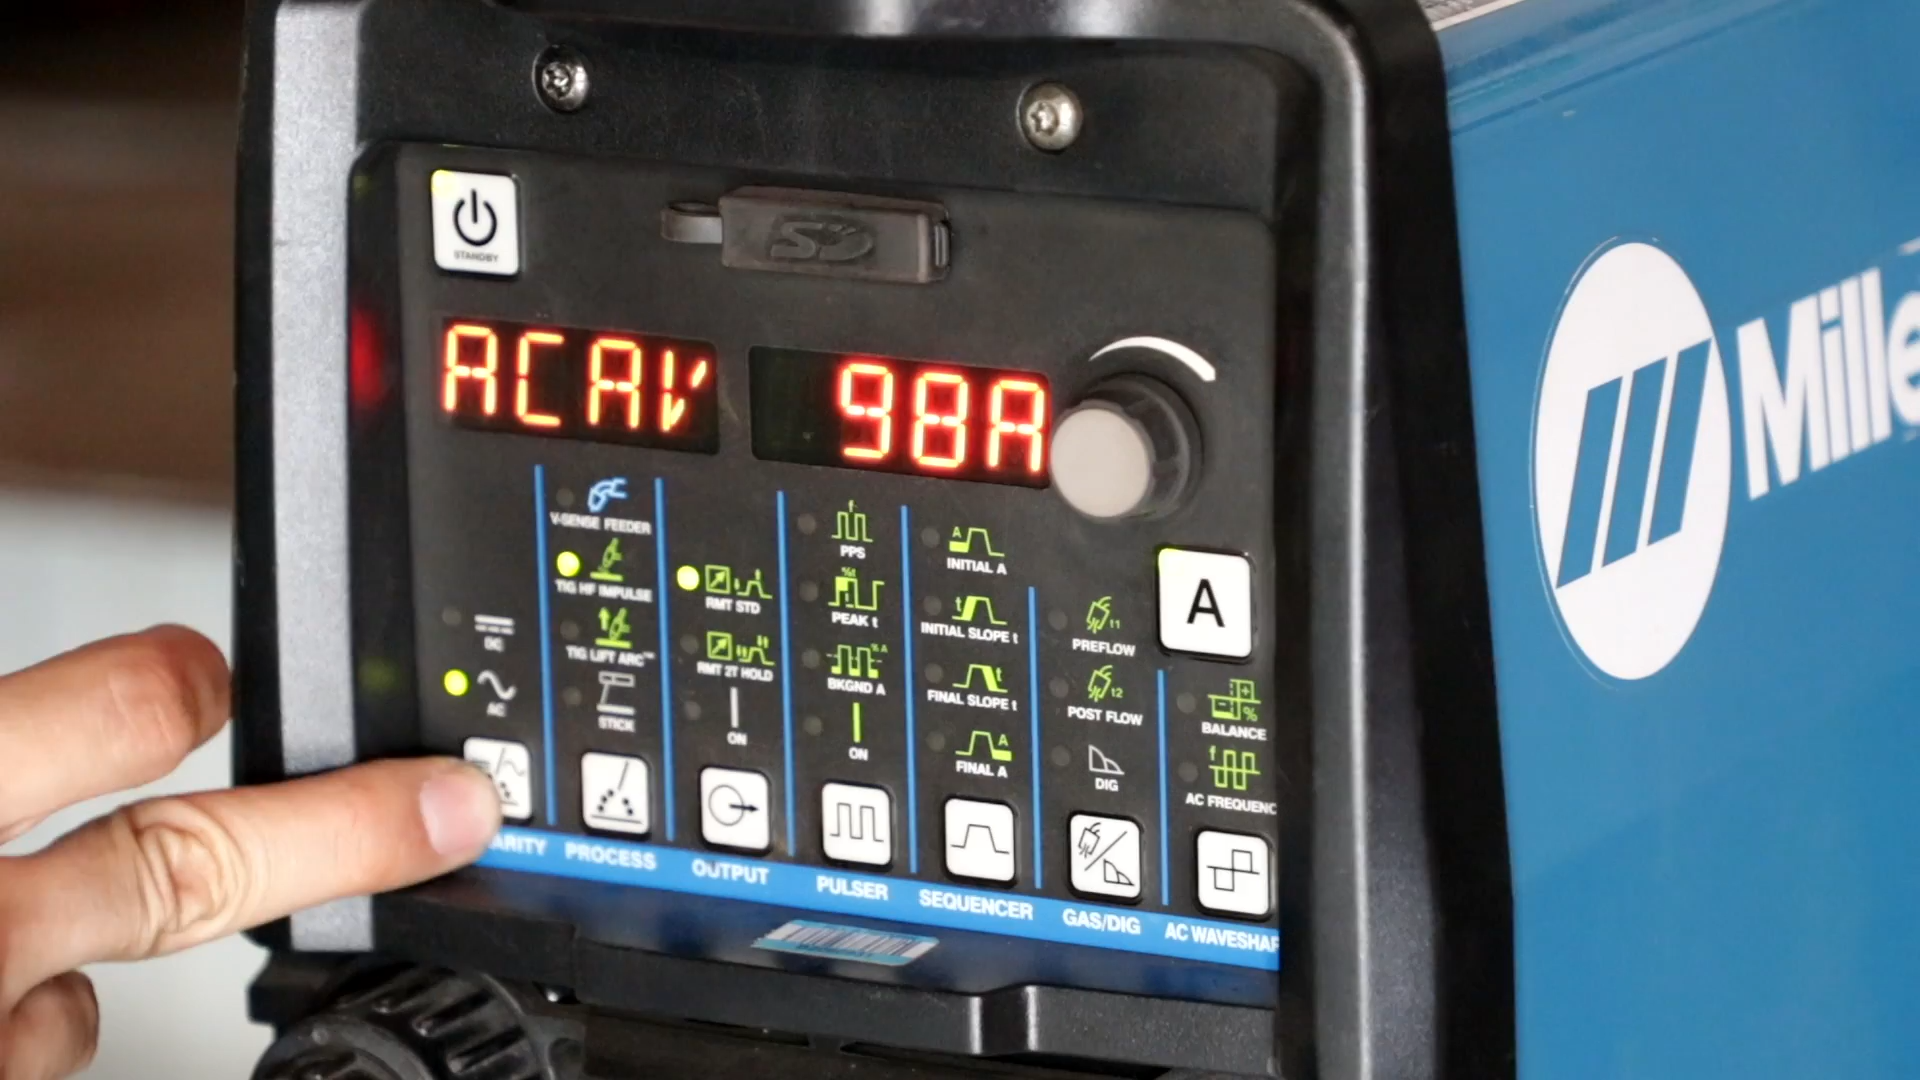 STANDBY
SD
ACAV
98A
V-SENSE FEEDER
TIG HF IMPULSE
TIG LIFT ARC™
STICK
DC
AC
RMT STD
RMT 2T HOLD
ON
PPS
PEAK t
BKGND A
ON
INITIAL A
INITIAL SLOPE t
FINAL SLOPE t
FINAL A
PREFLOW
POST FLOW
DIG
A
BALANCE
AC FREQUENC
ARITY
PROCESS
OUTPUT
PULSER
SEQUENCER
GAS/DIG
AC WAVESHAP
Mille